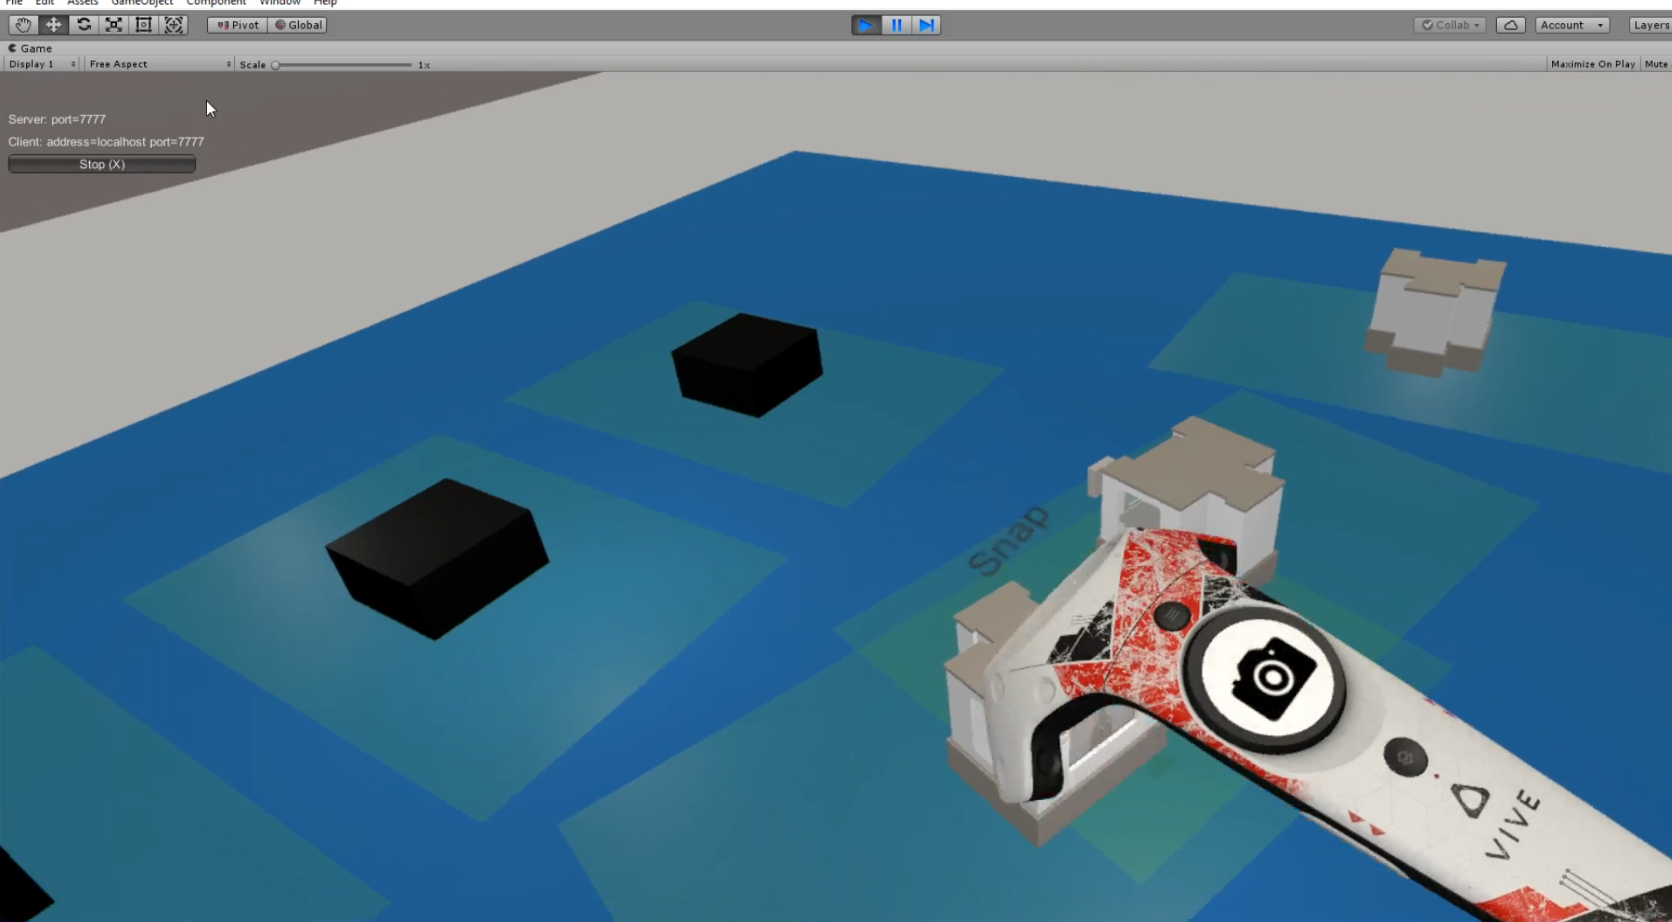 File Edit Assets GameObject Component Window Help
Pivot Global Collab Account Layers
Game
Display 1 Free Aspect Scale 1x Maximize On Play Mute
Server: port=7777
Client: address=localhost port=7777
Stop (X)
Snap
VIVE